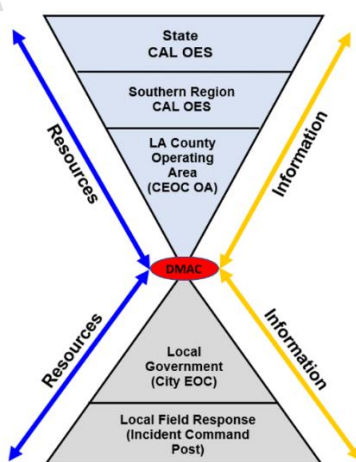 State
CAL OES
Southern Region
CAL OES
LA County
Operating
Area
(CEOC OA)
Resources
Information
DMAC
Resources
Information
Local
Government
(City EOC)
Local Field Response
(Incident Command
Post)